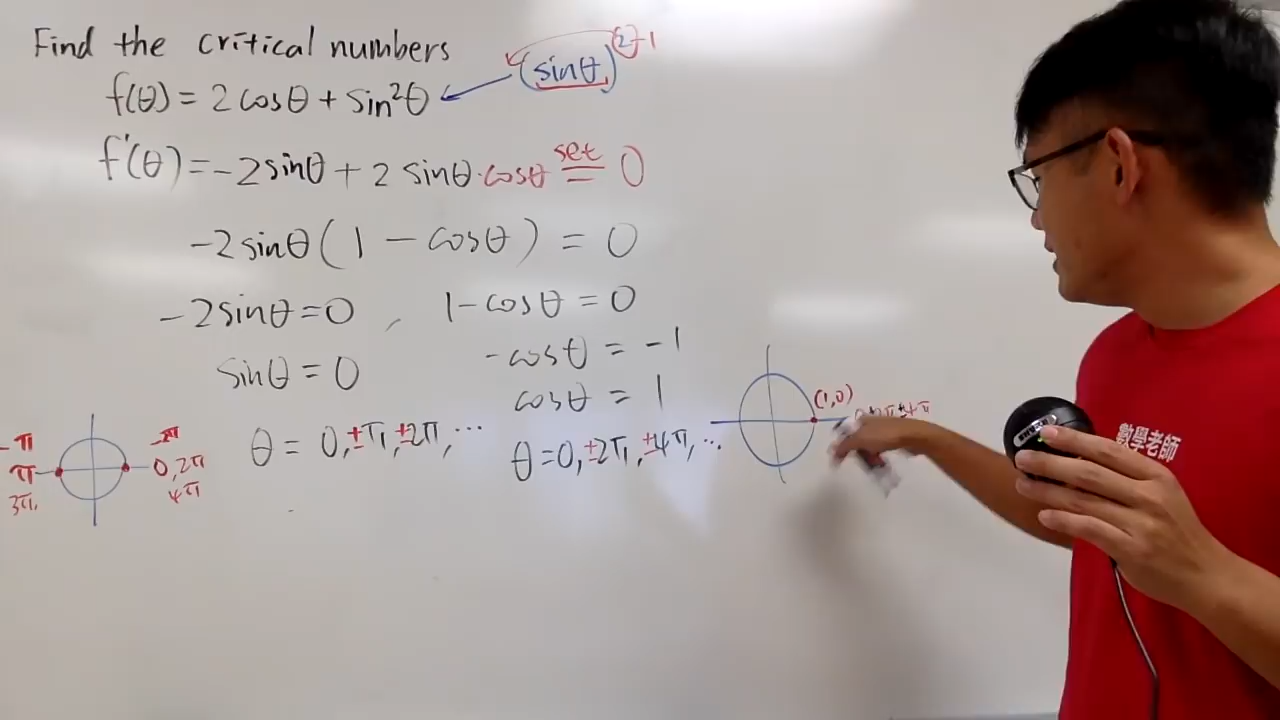 Find the critical numbers
(sinθ)²⁻¹
f(θ) = 2cosθ + sin²θ
f'(θ) = -2sinθ + 2 sinθ·cosθ set = 0
-2sinθ(1 - cosθ) = 0
-2sinθ = 0 , 1-cosθ = 0
sinθ = 0
-cosθ = -1
cosθ = 1
θ = 0, ±π, ±2π, ...
θ = 0, ±2π, ±4π, ...
-π
π
3π,
0, 2π
4π
(1,0)
數學老師